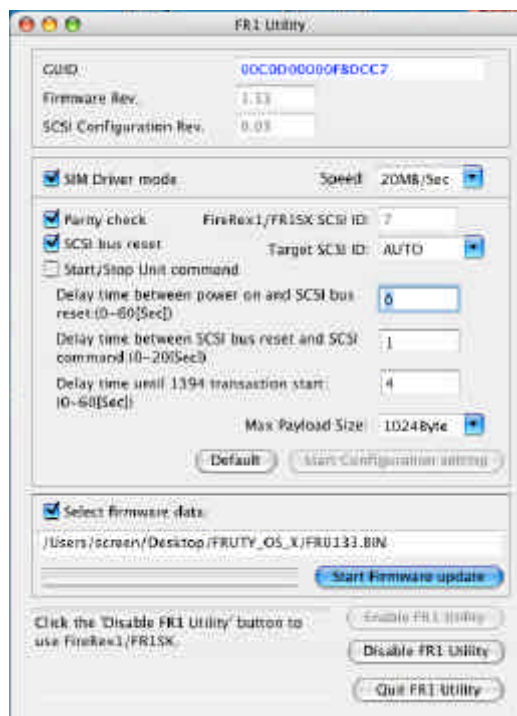 FR1 Utility
GUID 00C0D00000FBDCC7
Firmware Rev.
SCSI Configuration Rev. 0.03
SIM Driver mode Speed: 20MB/Sec
Parity check FireRex1/FR1SX SCSI ID: 7
SCSI bus reset Target SCSI ID: AUTO
Start/Stop Unit command
Delay time between power on and SCSI bus
reset:(0~60[Sec])
Delay time between SCSI bus reset and SCSI 1
command (0~20[Sec])
Delay time until 1394 transaction start: 4
(0~60[Sec])
Max Payload Size: 1024Byte
Default Start Configuration setting
Select firmware data:
/Users/screen/Desktop/FRUTY_OS_X/FR0133.BIN
Start Firmware update
Click the 'Disable FR1 Utility' button to
use FireRex1/FR1SX.
Enable FR1 Utility
Disable FR1 Utility
Quit FR1 Utility